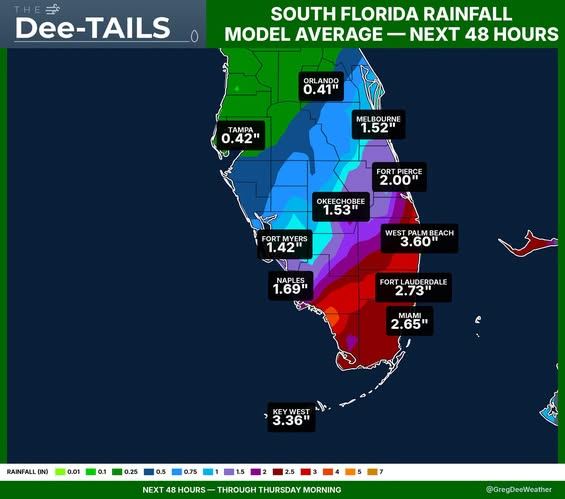 THE
Dee-TAILS
SOUTH FLORIDA RAINFALL
MODEL AVERAGE — NEXT 48 HOURS
ORLANDO
0.41"
MELBOURNE
1.52"
TAMPA
0.42"
FORT PIERCE
2.00"
OKEECHOBEE
1.53"
FORT MYERS
1.42"
WEST PALM BEACH
3.60"
NAPLES
1.69"
FORT LAUDERDALE
2.73"
MIAMI
2.65"
KEY WEST
3.36"
RAINFALL (IN) 0.01 0.1 0.25 0.5 0.75 1 1.5 2 2.5 3 4 5 7
NEXT 48 HOURS — THROUGH THURSDAY MORNING
@GregDeeWeather